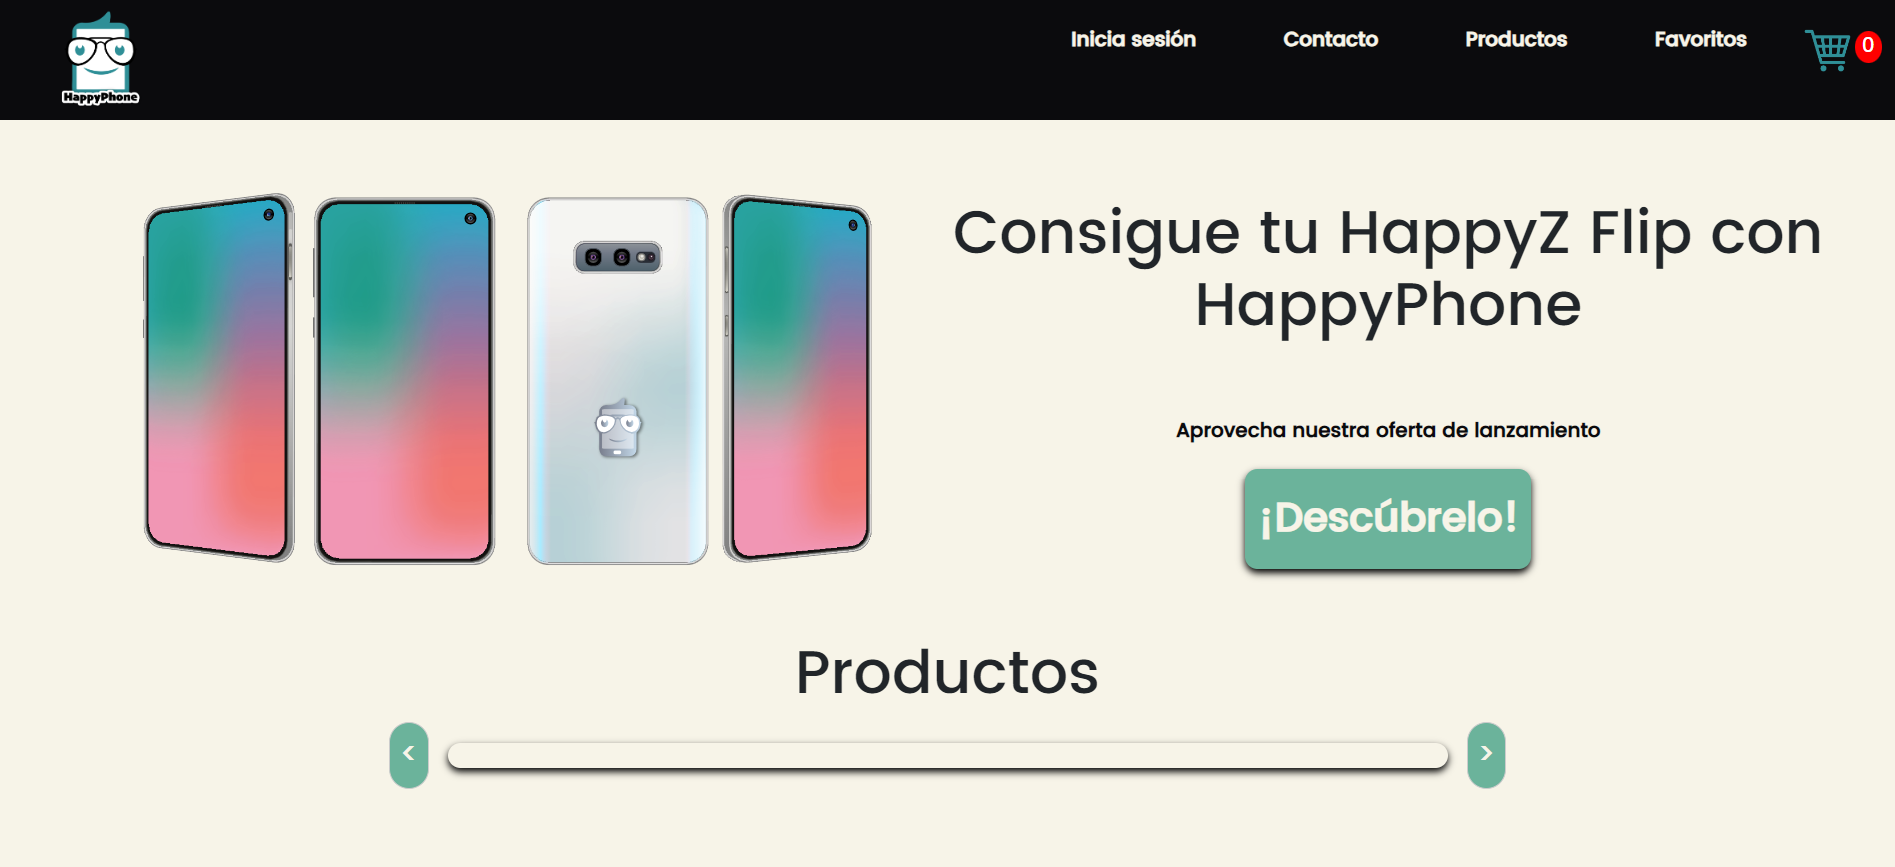 HappyPhone
Inicia sesión
Contacto
Productos
Favoritos
0
Consigue tu HappyZ Flip con
HappyPhone
Aprovecha nuestra oferta de lanzamiento
¡Descúbrelo!
Productos
<
>